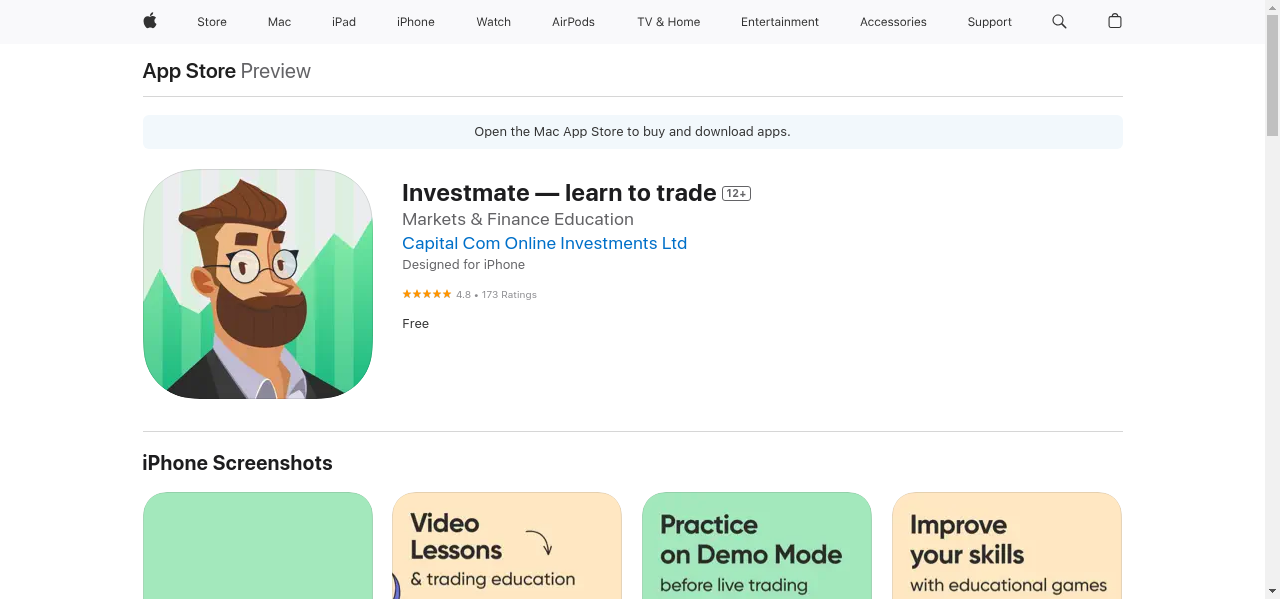 Store
Mac
iPad
iPhone
Watch
AirPods
TV & Home
Entertainment
Accessories
Support
App Store Preview
Open the Mac App Store to buy and download apps.
Investmate — learn to trade 12+
Markets & Finance Education
Capital Com Online Investments Ltd
Designed for iPhone
4.8 • 173 Ratings
Free
iPhone Screenshots
Video
Lessons
& trading education
Practice
on Demo Mode
before live trading
Improve
your skills
with educational games